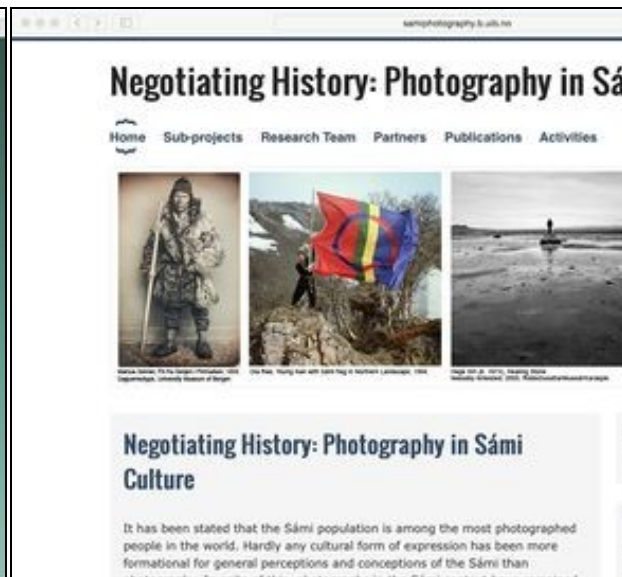 samiphotography.b.uib.no
Negotiating History: Photography in Sá
Home Sub-projects Research Team Partners Publications Activities
Negotiating History: Photography in Sámi
Culture
It has been stated that the Sámi population is among the most photographed
people in the world. Hardly any cultural form of expression has been more
formational for general perceptions and conceptions of the Sámi than